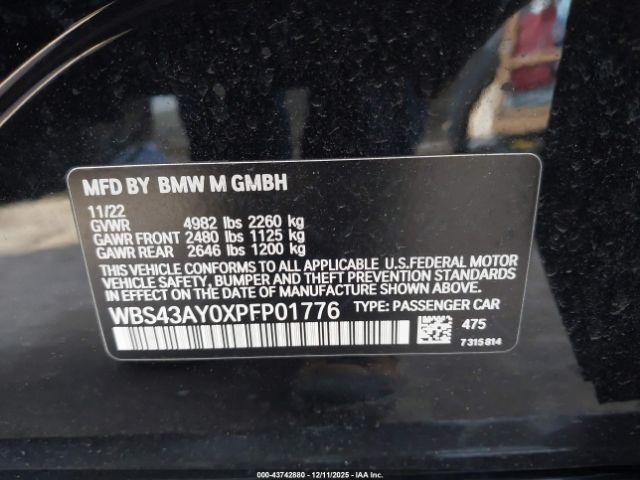 MFD BY BMW M GMBH
11/22
GVWR 4982 lbs 2260 kg
GAWR FRONT 2480 lbs 1125 kg
GAWR REAR 2646 lbs 1200 kg
THIS VEHICLE CONFORMS TO ALL APPLICABLE U.S.FEDERAL MOTOR
VEHICLE SAFETY, BUMPER AND THEFT PREVENTION STANDARDS
IN EFFECT ON THE DATE OF MANUFACTURE SHOWN ABOVE.
WBS43AY0XPFP01776 TYPE: PASSENGER CAR
475
7315814
000-43742880 - 12/11/2025 - IAAI.com